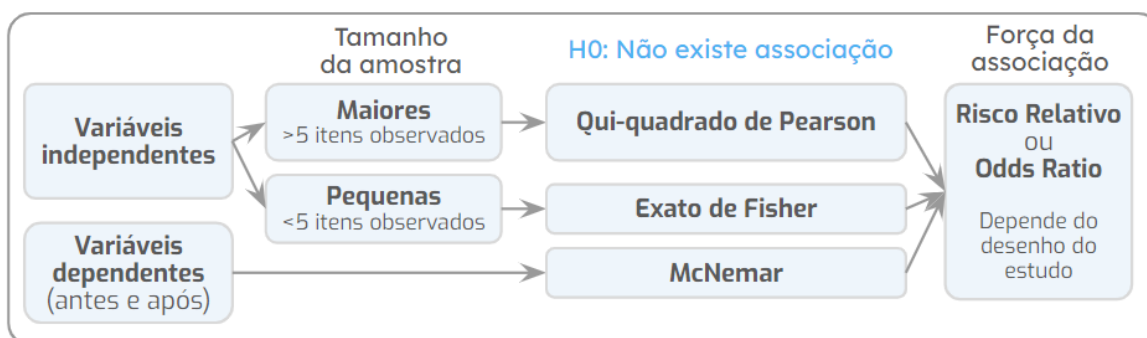 Tamanho
da amostra
H0: Não existe associação
Força da
associação
Variáveis
independentes
Maiores
>5 itens observados
Qui-quadrado de Pearson
Risco Relativo
ou
Odds Ratio
Depende do
desenho do
estudo
Pequenas
<5 itens observados
Exato de Fisher
Variáveis
dependentes
(antes e após)
McNemar